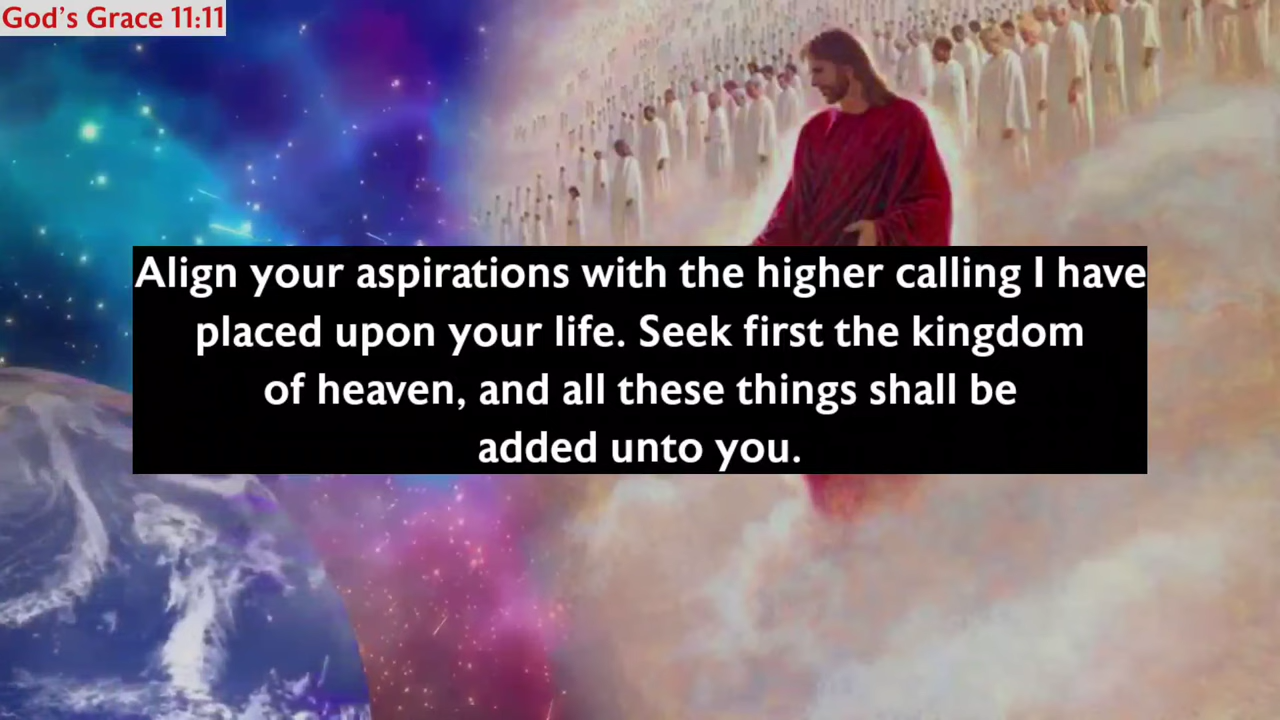 God's Grace 11:11
Align your aspirations with the higher calling I have
placed upon your life. Seek first the kingdom
of heaven, and all these things shall be
added unto you.